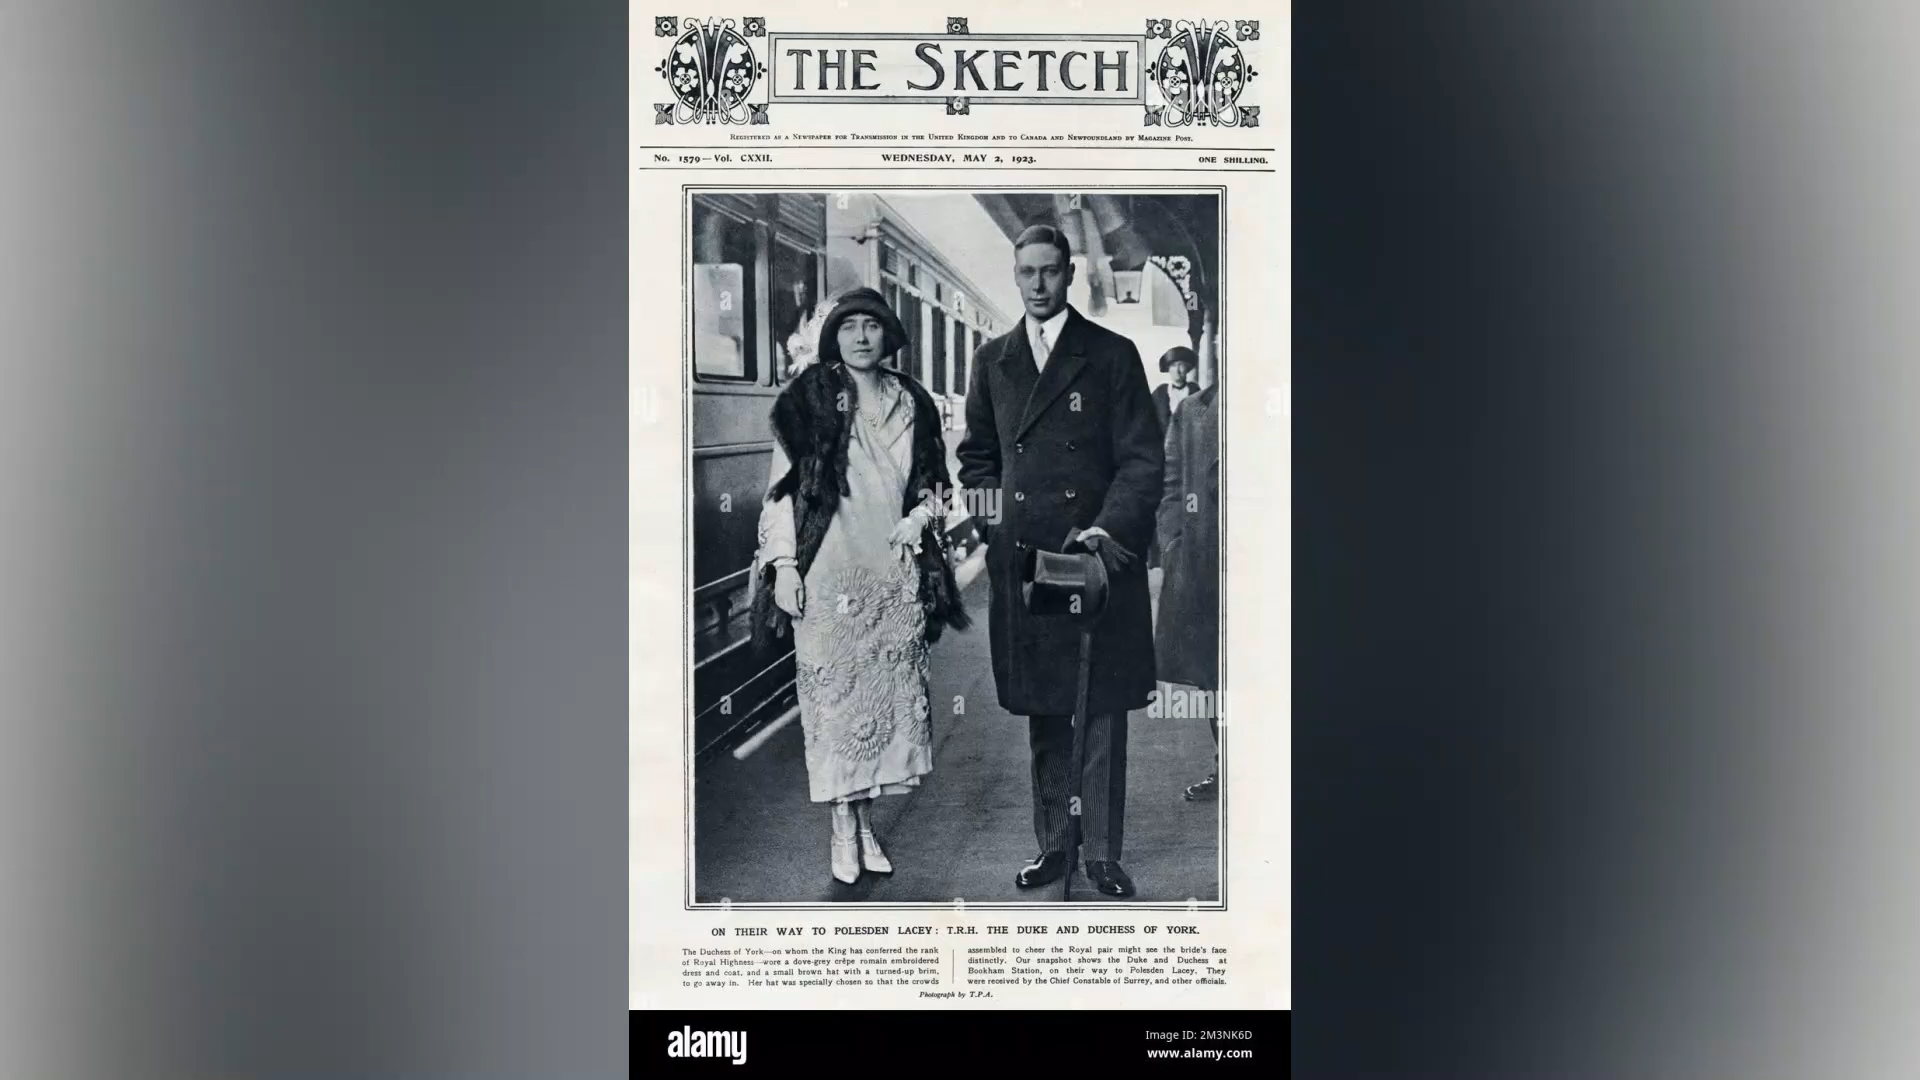 THE SKETCH
REGISTERED AS A NEWSPAPER FOR TRANSMISSION IN THE UNITED KINGDOM AND TO CANADA AND NEWFOUNDLAND BY MAGAZINE POST.
No. 1579—Vol. CXXII. WEDNESDAY, MAY 2, 1923. ONE SHILLING.
ON THEIR WAY TO POLESDEN LACEY: T.R.H. THE DUKE AND DUCHESS OF YORK.
The Duchess of York—on whom the King has conferred the rank
of Royal Highness—wore a dove-grey crêpe romain embroidered
dress and coat, and a small brown hat with a turned-up brim,
to go away in. Her hat was specially chosen so that the crowds
assembled to cheer the Royal pair might see the bride's face
distinctly. Our snapshot shows the Duke and Duchess at
Bookham Station, on their way to Polesden Lacey. They
were received by the Chief Constable of Surrey, and other officials.
Photograph by T.P.A.
alamy
alamy
alamy
Image ID: 2M3NK6D
www.alamy.com